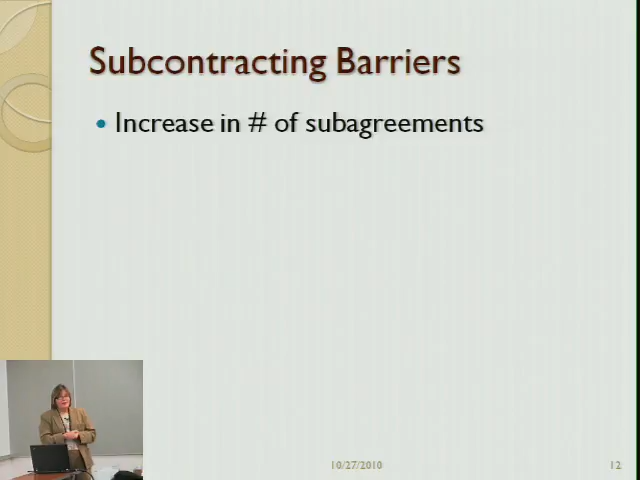 Subcontracting Barriers
• Increase in # of subagreements
10/27/2010
12